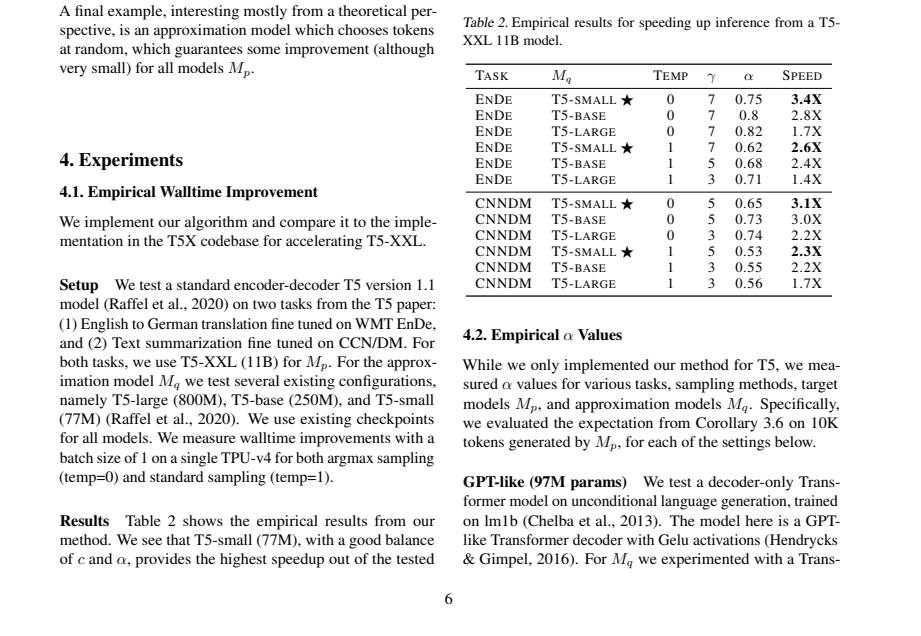 A final example, interesting mostly from a theoretical per-
spective, is an approximation model which chooses tokens
at random, which guarantees some improvement (although
very small) for all models Mp.
4. Experiments
4.1. Empirical Walltime Improvement
We implement our algorithm and compare it to the imple-
mentation in the T5X codebase for accelerating T5-XXL.
Setup We test a standard encoder-decoder T5 version 1.1
model (Raffel et al., 2020) on two tasks from the T5 paper:
(1) English to German translation fine tuned on WMT EnDe,
and (2) Text summarization fine tuned on CCN/DM. For
both tasks, we use T5-XXL (11B) for Mp. For the approx-
imation model Mq we test several existing configurations,
namely T5-large (800M), T5-base (250M), and T5-small
(77M) (Raffel et al., 2020). We use existing checkpoints
for all models. We measure walltime improvements with a
batch size of 1 on a single TPU-v4 for both argmax sampling
(temp=0) and standard sampling (temp=1).
Results Table 2 shows the empirical results from our
method. We see that T5-small (77M), with a good balance
of c and α, provides the highest speedup out of the tested
Table 2. Empirical results for speeding up inference from a T5-
XXL 11B model.
TASK Mq TEMP γ α SPEED
ENDE T5-SMALL ★ 0 7 0.75 3.4X
ENDE T5-BASE 0 7 0.8 2.8X
ENDE T5-LARGE 0 7 0.82 1.7X
ENDE T5-SMALL ★ 1 7 0.62 2.6X
ENDE T5-BASE 1 5 0.68 2.4X
ENDE T5-LARGE 1 3 0.71 1.4X
CNNDM T5-SMALL ★ 0 5 0.65 3.1X
CNNDM T5-BASE 0 5 0.73 3.0X
CNNDM T5-LARGE 0 3 0.74 2.2X
CNNDM T5-SMALL ★ 1 5 0.53 2.3X
CNNDM T5-BASE 1 3 0.55 2.2X
CNNDM T5-LARGE 1 3 0.56 1.7X
4.2. Empirical α Values
While we only implemented our method for T5, we mea-
sured α values for various tasks, sampling methods, target
models Mp, and approximation models Mq. Specifically,
we evaluated the expectation from Corollary 3.6 on 10K
tokens generated by Mp, for each of the settings below.
GPT-like (97M params) We test a decoder-only Trans-
former model on unconditional language generation, trained
on lm1b (Chelba et al., 2013). The model here is a GPT-
like Transformer decoder with Gelu activations (Hendrycks
& Gimpel, 2016). For Mq we experimented with a Trans-
6